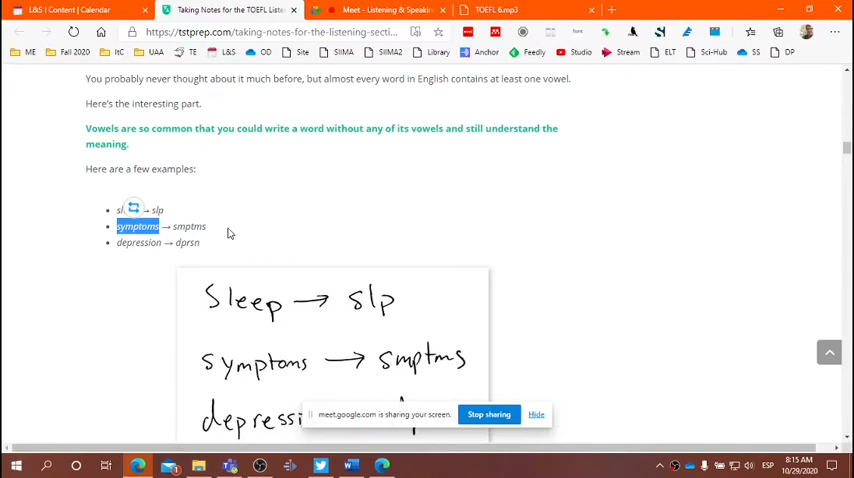 L&S I Content | Calendar
Taking Notes for the TOEFL Liste
Meet - Listening & Speaking
TOEFL 6.mp3
https://tstprep.com/taking-notes-for-the-listening-secti...
ME
Fall 2020
ItC
UAA
TE
L&S
OD
Site
SIIMA
SIIMA2
Library
Anchor
Feedly
Studio
Stream
ELT
Sci-Hub
SS
DP
You probably never thought about it much before, but almost every word in English contains at least one vowel.
Here's the interesting part.
Vowels are so common that you could write a word without any of its vowels and still understand the
meaning.
Here are a few examples:
→ slp
symptoms → smptms
depression → dprsn
Sleep → slp
symptoms → smptms
depressi
meet.google.com is sharing your screen.
Stop sharing
Hide
ESP
8:15 AM
10/29/2020